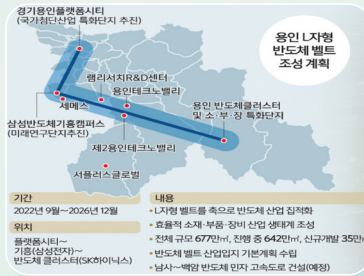 경기용인플랫폼시티
(국가첨단산업 특화단지 추진)
용인 L자형
반도체 벨트
조성 계획
램리서치R&D센터
용인테크노밸리
세메스
용인 반도체클러스터
및 소·부·장 특화단지
삼성반도체기흥캠퍼스
(미래연구단지추진)
제2용인테크노밸리
서플러스글로벌
기간
2022년 9월~2026년 12월
위치
플랫폼시티~
기흥(삼성전자)~
반도체 클러스터(SK하이닉스)
내용
• L자형 벨트를 축으로 반도체 산업 집적화
• 효율적 소재·부품·장비 산업 생태계 조성
• 전체 규모 677만㎡, 진행 중 642만㎡, 신규개발 35만
• 반도체 벨트 산업입지 기본계획 수립
• 남사~백암 반도체 민자 고속도로 건설(예정)